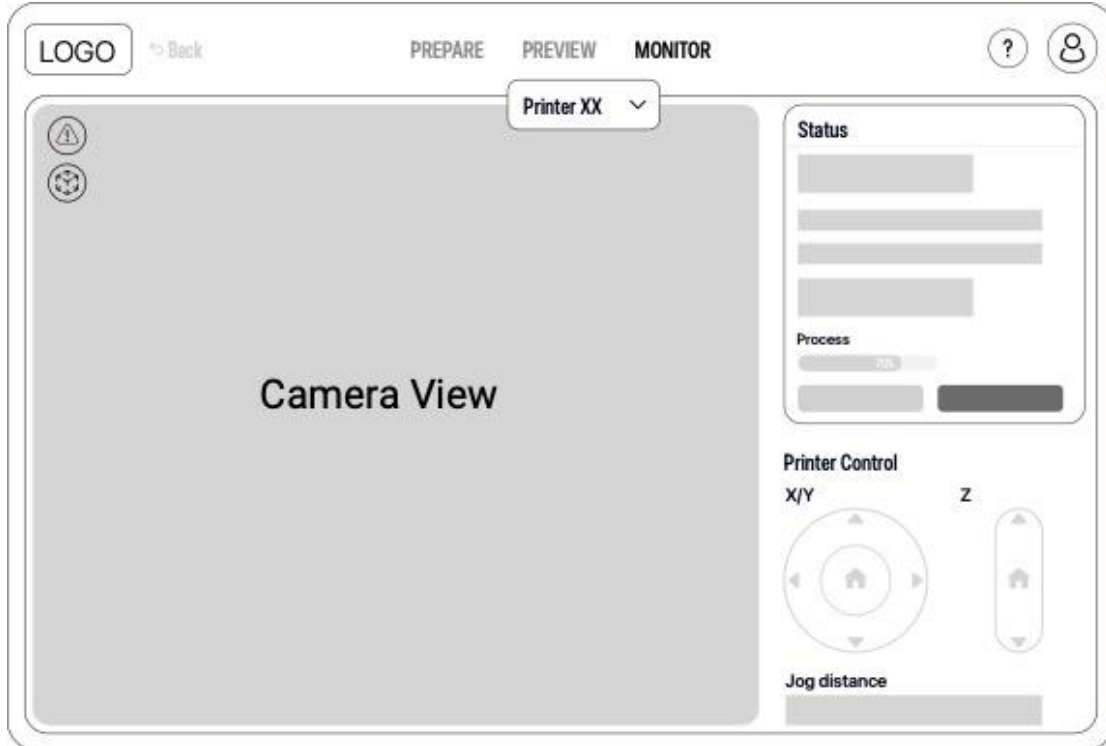 LOGO
Back
PREPARE
PREVIEW
MONITOR
?
Printer XX
Status
Camera View
Process
70%
Printer Control
X/Y
Z
Jog distance